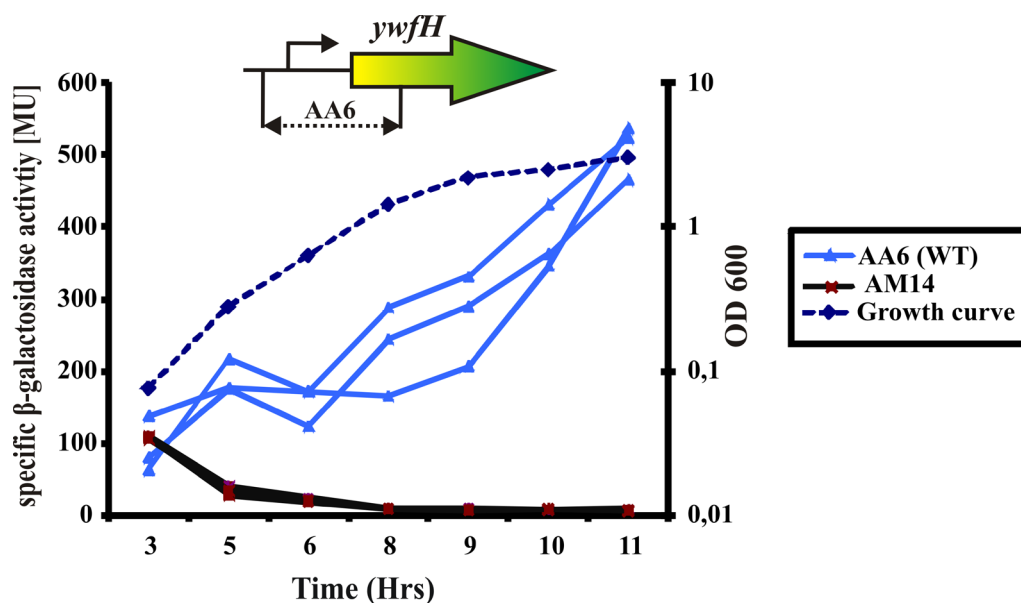 ywfH
AA6
specific β-galactosidase activtiy [MU]
600
500
400
300
200
100
0
10
1
0,1
0,01
OD 600
3 5 6 8 9 10 11
Time (Hrs)
AA6 (WT)
AM14
Growth curve